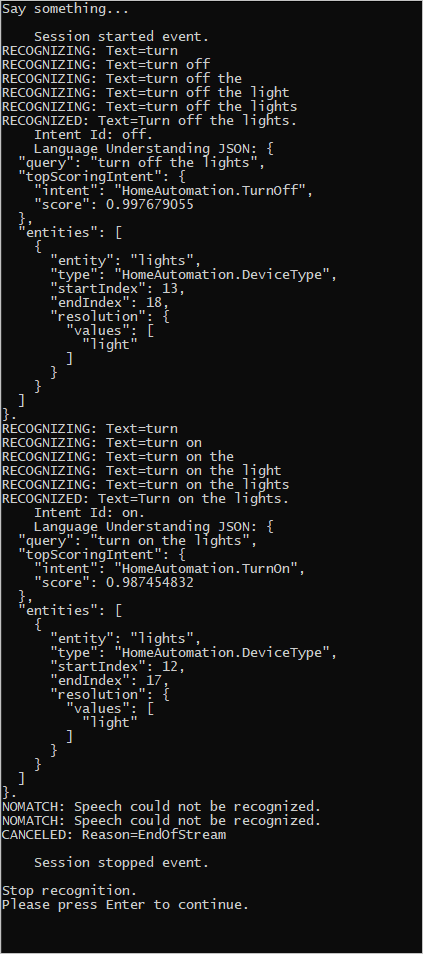 Say something...
Session started event.
RECOGNIZING: Text=turn
RECOGNIZING: Text=turn off
RECOGNIZING: Text=turn off the
RECOGNIZING: Text=turn off the light
RECOGNIZING: Text=turn off the lights
RECOGNIZED: Text=Turn off the lights.
    Intent Id: off.
    Language Understanding JSON: {
  "query": "turn off the lights",
  "topScoringIntent": {
    "intent": "HomeAutomation.TurnOff",
    "score": 0.997679055
  },
  "entities": [
    {
      "entity": "lights",
      "type": "HomeAutomation.DeviceType",
      "startIndex": 13,
      "endIndex": 18,
      "resolution": {
        "values": [
          "light"
        ]
      }
    }
  ]
}.
RECOGNIZING: Text=turn
RECOGNIZING: Text=turn on
RECOGNIZING: Text=turn on the
RECOGNIZING: Text=turn on the light
RECOGNIZING: Text=turn on the lights
RECOGNIZED: Text=Turn on the lights.
    Intent Id: on.
    Language Understanding JSON: {
  "query": "turn on the lights",
  "topScoringIntent": {
    "intent": "HomeAutomation.TurnOn",
    "score": 0.987454832
  },
  "entities": [
    {
      "entity": "lights",
      "type": "HomeAutomation.DeviceType",
      "startIndex": 12,
      "endIndex": 17,
      "resolution": {
        "values": [
          "light"
        ]
      }
    }
  ]
}.
NOMATCH: Speech could not be recognized.
NOMATCH: Speech could not be recognized.
CANCELED: Reason=EndOfStream
    Session stopped event.
Stop recognition.
Please press Enter to continue.